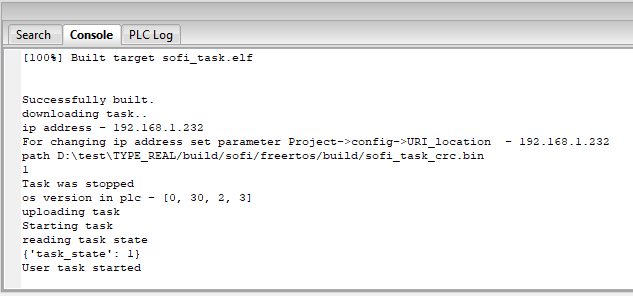 Search Console PLC Log
[100%] Built target sofi_task.elf
Successfully built.
downloading task..
ip address - 192.168.1.232
For changing ip address set parameter Project->config->URI_location - 192.168.1.232
path D:\test\TYPE_REAL/build/sofi/freertos/build/sofi_task_crc.bin
1
Task was stopped
os version in plc - [0, 30, 2, 3]
uploading task
Starting task
reading task state
{'task_state': 1}
User task started